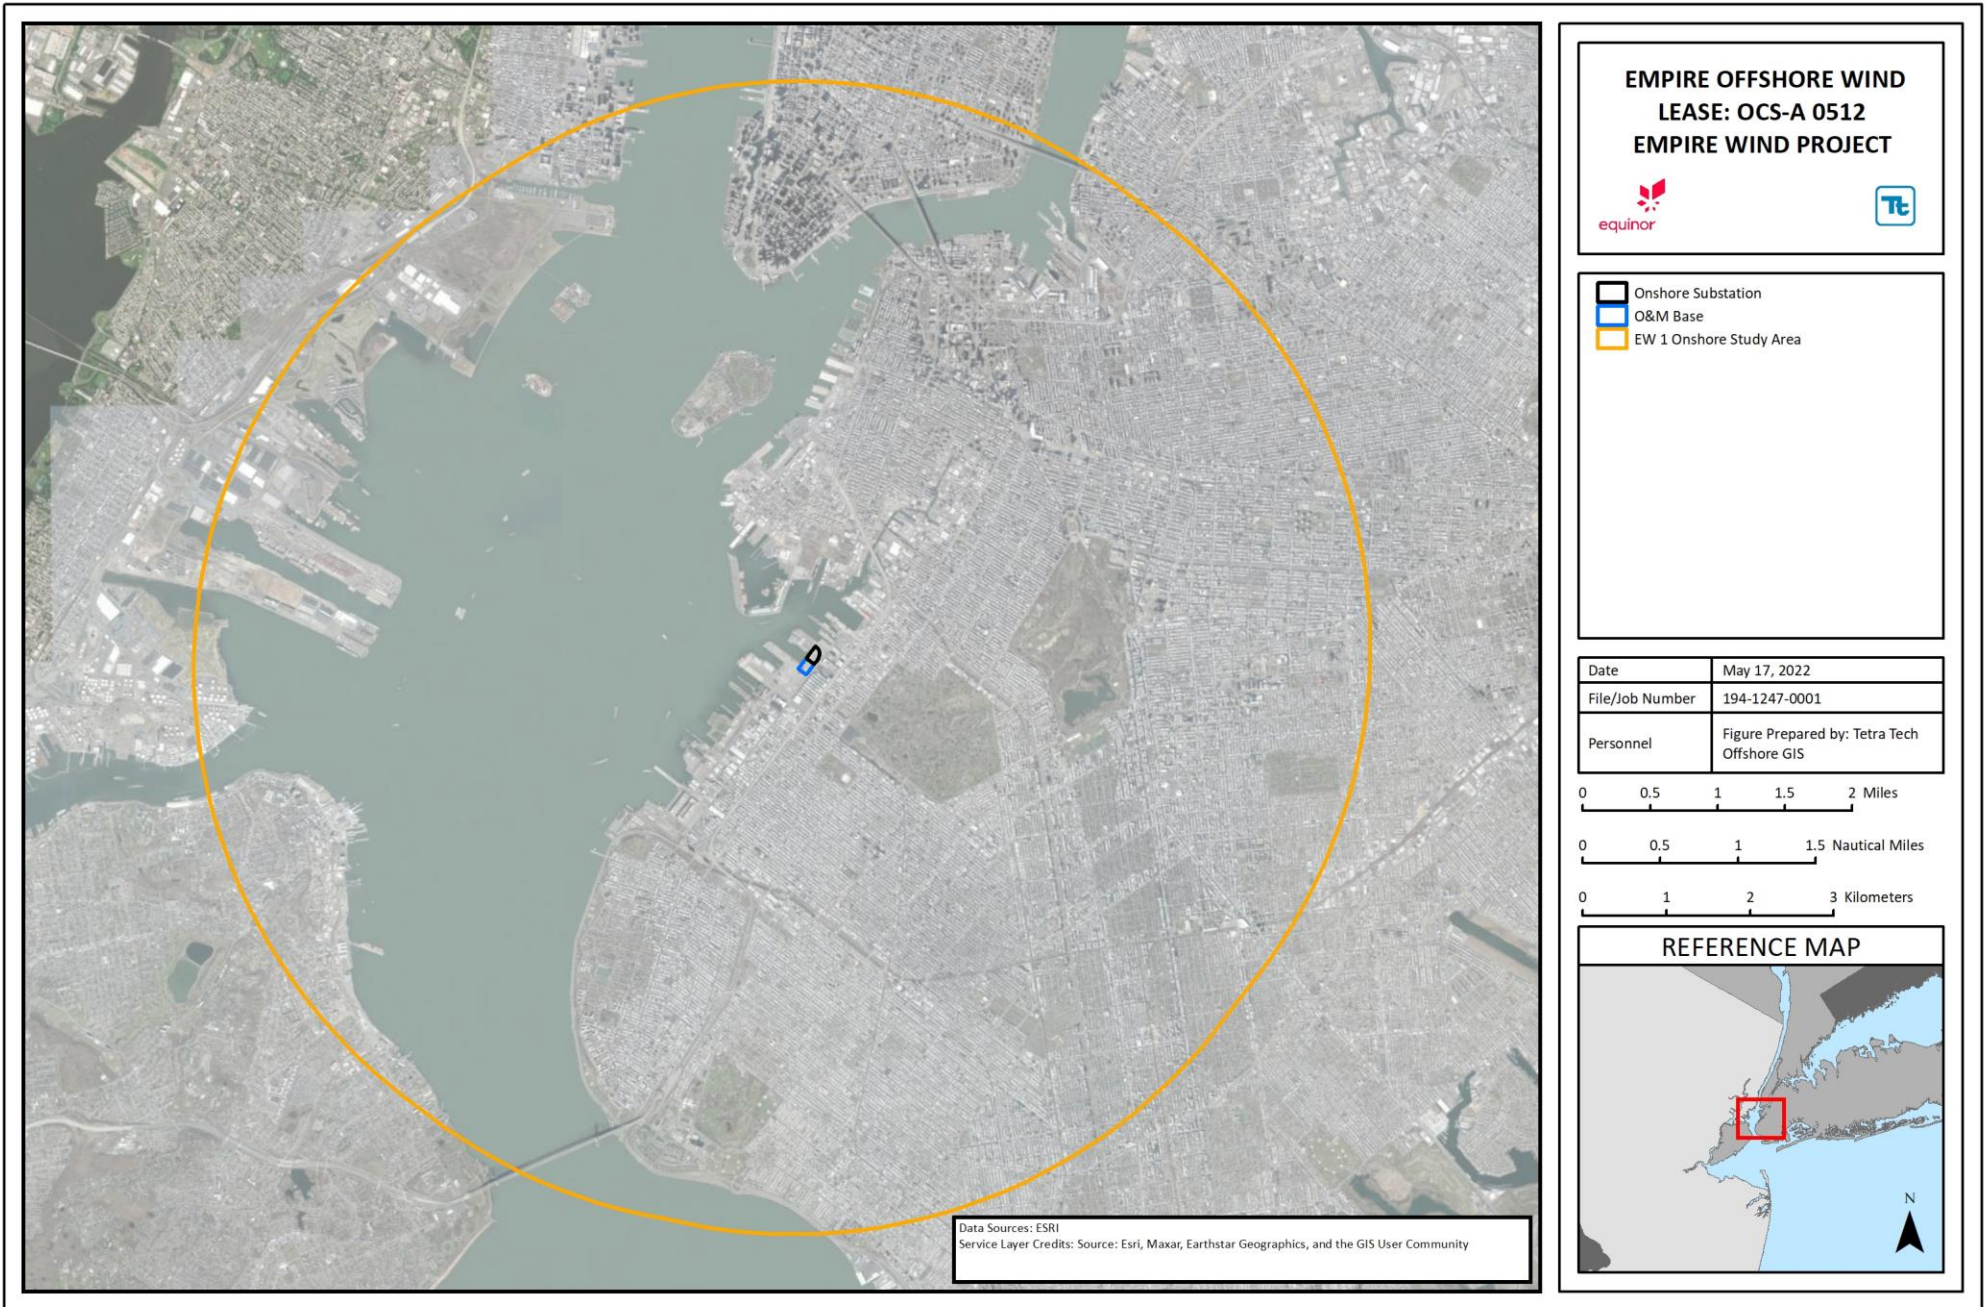 EMPIRE OFFSHORE WIND
LEASE: OCS-A 0512
EMPIRE WIND PROJECT
equinor
Tt
Onshore Substation
O&M Base
EW 1 Onshore Study Area
Date May 17, 2022
File/Job Number 194-1247-0001
Personnel Figure Prepared by: Tetra Tech
Offshore GIS
0 0.5 1 1.5 2 Miles
0 0.5 1 1.5 Nautical Miles
0 1 2 3 Kilometers
REFERENCE MAP
N
Data Sources: ESRI
Service Layer Credits: Source: Esri, Maxar, Earthstar Geographics, and the GIS User Community